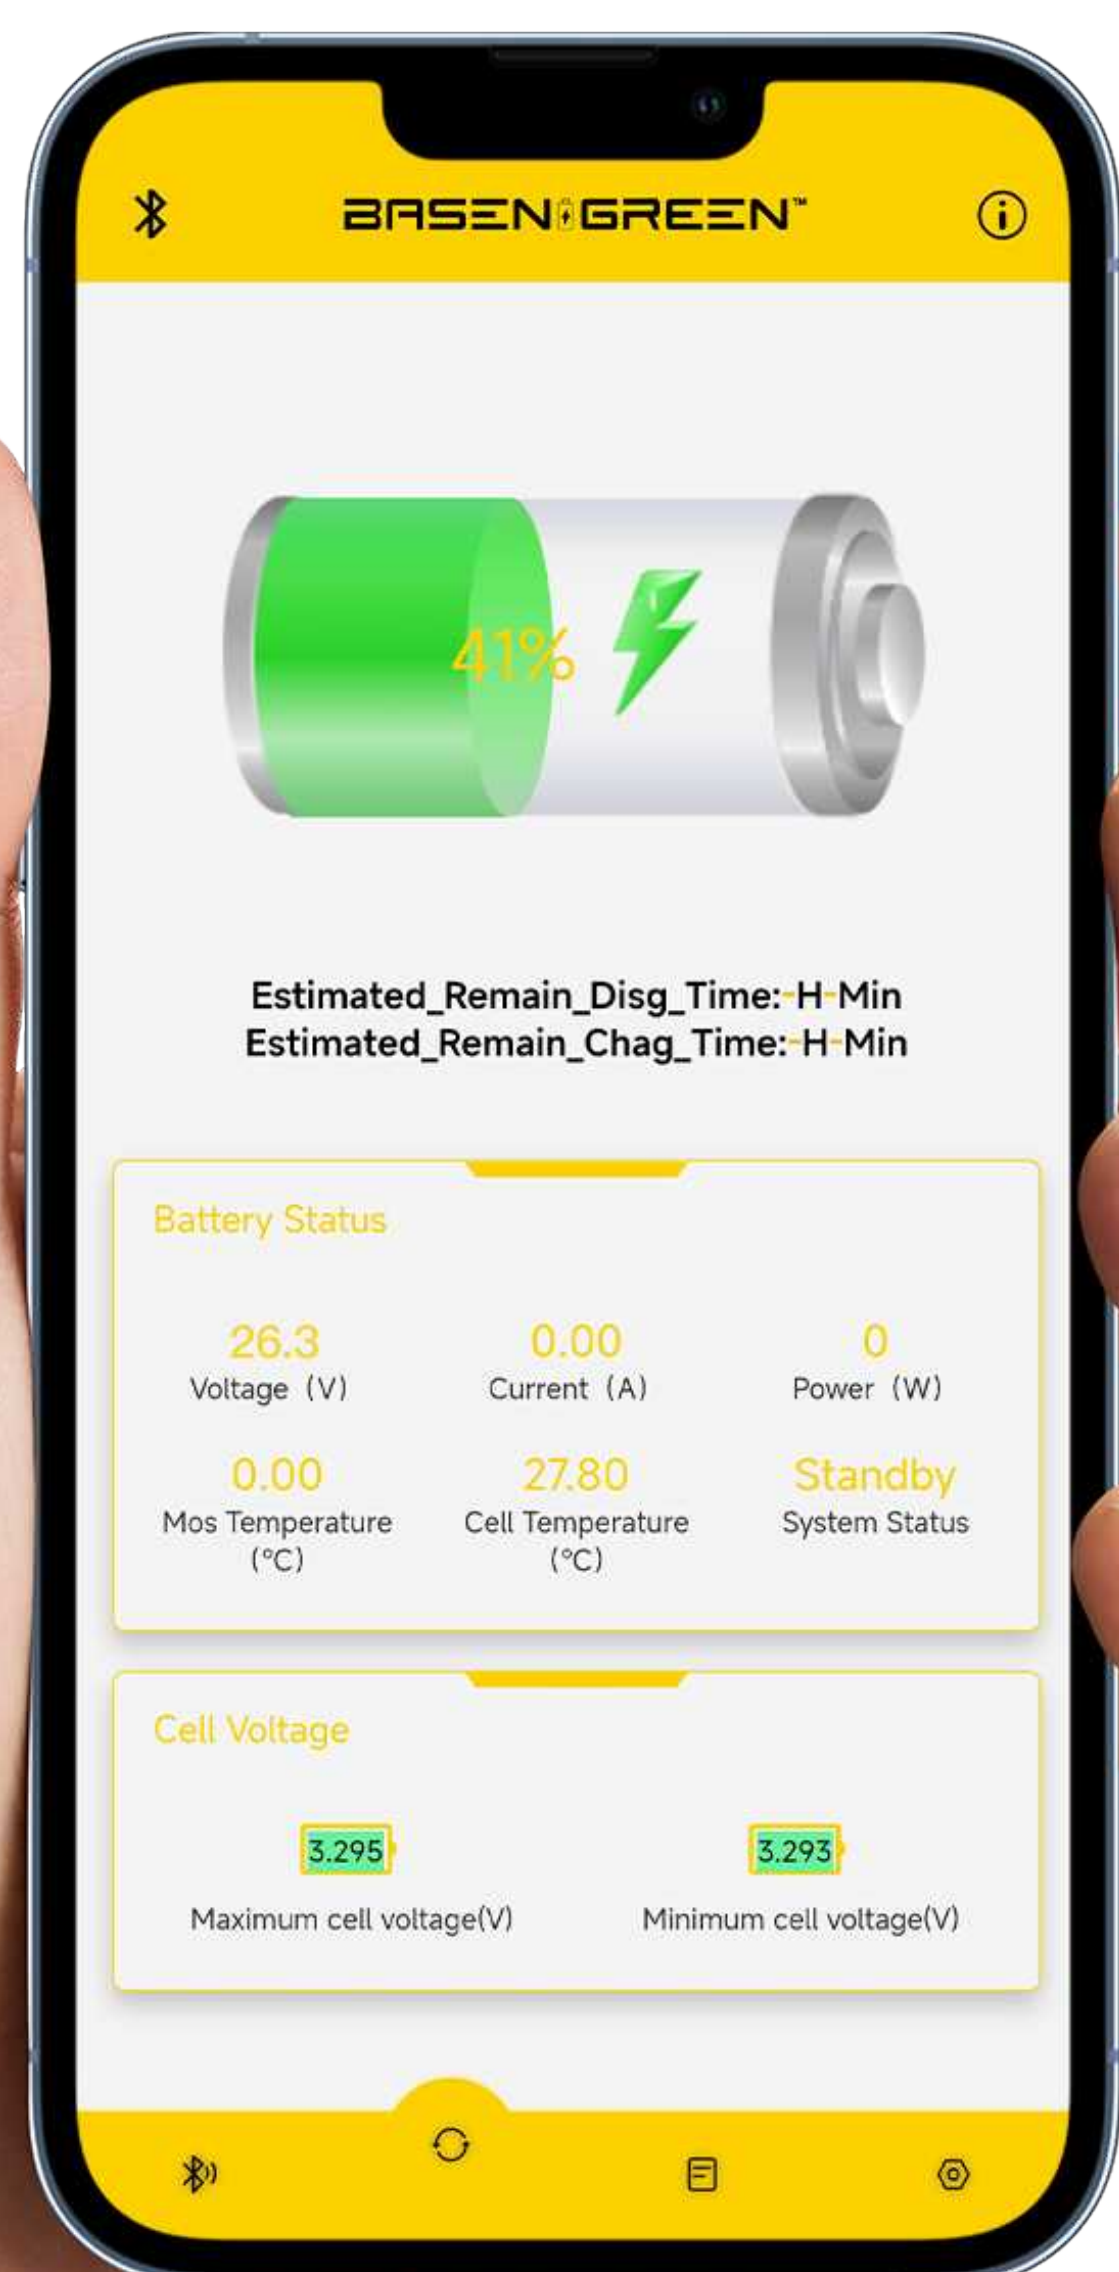 BASEN GREEN™
41%
Estimated_Remain_Disg_Time:-H-Min
Estimated_Remain_Chag_Time:-H-Min
Battery Status
26.3 0.00 0
Voltage (V) Current (A) Power (W)
0.00 27.80 Standby
Mos Temperature Cell Temperature System Status
(°C) (°C)
Cell Voltage
3.295 3.293
Maximum cell voltage(V) Minimum cell voltage(V)